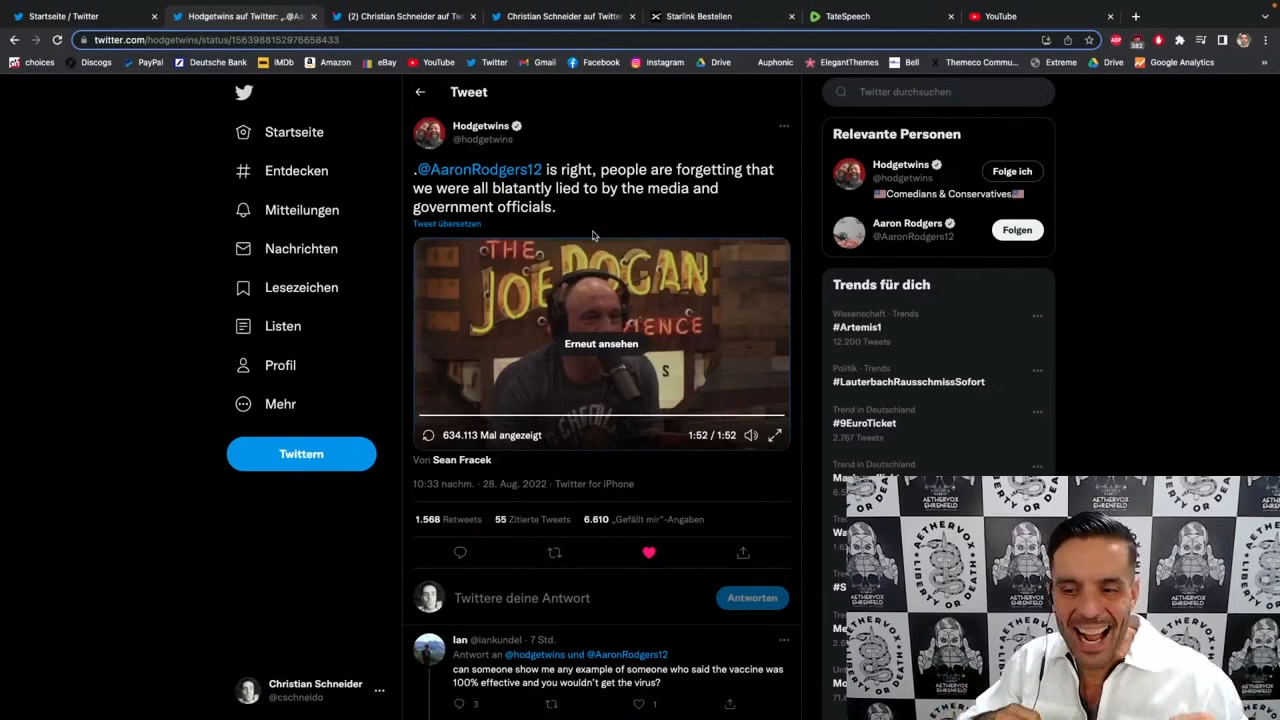 Startseite / Twitter
Hodgetwins auf Twitter: „.@Aa
(2) Christian Schneider auf Tw
Christian Schneider auf Twitter
Starlink Bestellen
TateSpeech
YouTube
twitter.com/hodgetwins/status/1563988152976658433
choices
Discogs
PayPal
Deutsche Bank
IMDb
Amazon
eBay
YouTube
Twitter
Gmail
Facebook
Instagram
Drive
Auphonic
ElegantThemes
Bell
Themeco Commu...
Extreme
Drive
Google Analytics
Startseite
Entdecken
Mitteilungen
Nachrichten
Lesezeichen
Listen
Profil
Mehr
Twittern
Christian Schneider
@cschneido
Tweet
Hodgetwins
@hodgetwins
.@AaronRodgers12 is right, people are forgetting that
we were all blatantly lied to by the media and
government officials.
Tweet übersetzen
THE
JOE ROGAN
Erneut ansehen
634.113 Mal angezeigt
1:52 / 1:52
Von Sean Fracek
10:33 nachm. · 28. Aug. 2022 · Twitter for iPhone
1.568 Retweets 55 Zitierte Tweets 6.610 „Gefällt mir“-Angaben
Twittere deine Antwort
Antworten
Ian @iankundel · 7 Std.
Antwort an @hodgetwins und @AaronRodgers12
can someone show me any example of someone who said the vaccine was
100% effective and you wouldn't get the virus?
3
1
Twitter durchsuchen
Relevante Personen
Hodgetwins
@hodgetwins
Folge ich
Comedians & Conservatives
Aaron Rodgers
@AaronRodgers12
Folgen
Trends für dich
Wissenschaft · Trends
#Artemis1
12.200 Tweets
Politik · Trends
#LauterbachRausschmissSofort
Trend in Deutschland
#9EuroTicket
2.767 Tweets
Trend in Deutschland
AETHERVOX
EHRENFELD
AETHERVOX
LIBERTY OR DEATH